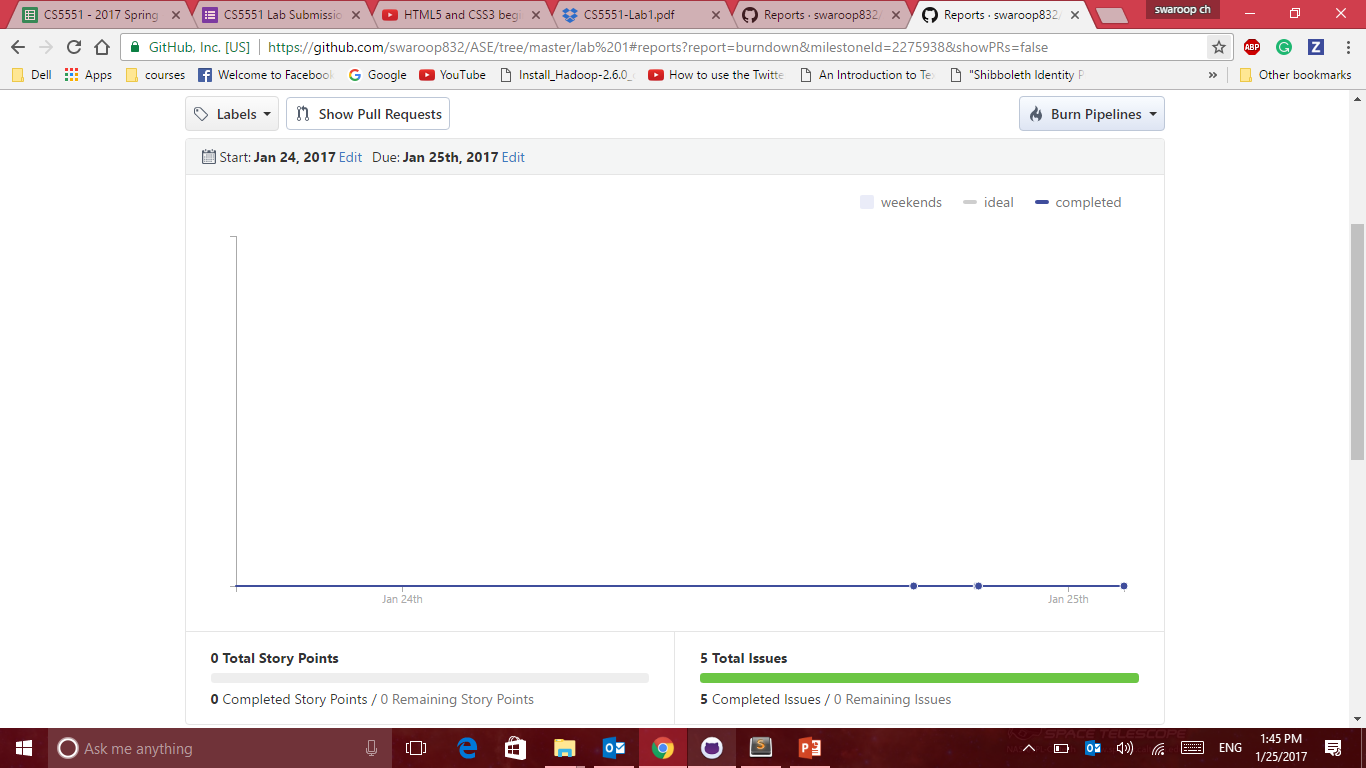 swaroop ch
CS5551 - 2017 Spring
CS5551 Lab Submissio
HTML5 and CSS3 begi
CS5551-Lab1.pdf
Reports · swaroop832/
Reports · swaroop832/
GitHub, Inc. [US]
https://github.com/swaroop832/ASE/tree/master/lab%201#reports?report=burndown&milestoneId=2275938&showPRs=false
ABP
G
Z
Dell
Apps
courses
Welcome to Facebook
Google
YouTube
Install_Hadoop-2.6.0_
How to use the Twitte
An Introduction to Te
"Shibboleth Identity P
»
Other bookmarks
Labels
Show Pull Requests
Burn Pipelines
Start: Jan 24, 2017 Edit Due: Jan 25th, 2017 Edit
weekends ideal completed
Jan 24th
Jan 25th
0 Total Story Points
0 Completed Story Points / 0 Remaining Story Points
5 Total Issues
5 Completed Issues / 0 Remaining Issues
SPACE TELESCOPE
Ask me anything
ENG
1:45 PM
1/25/2017